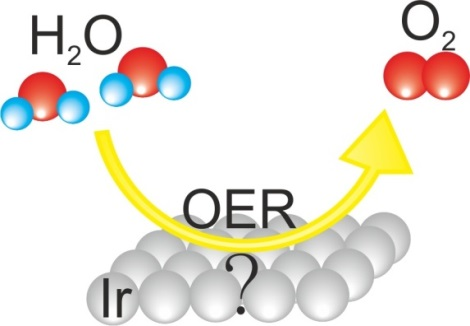 H₂O
O₂
OER
?
Ir